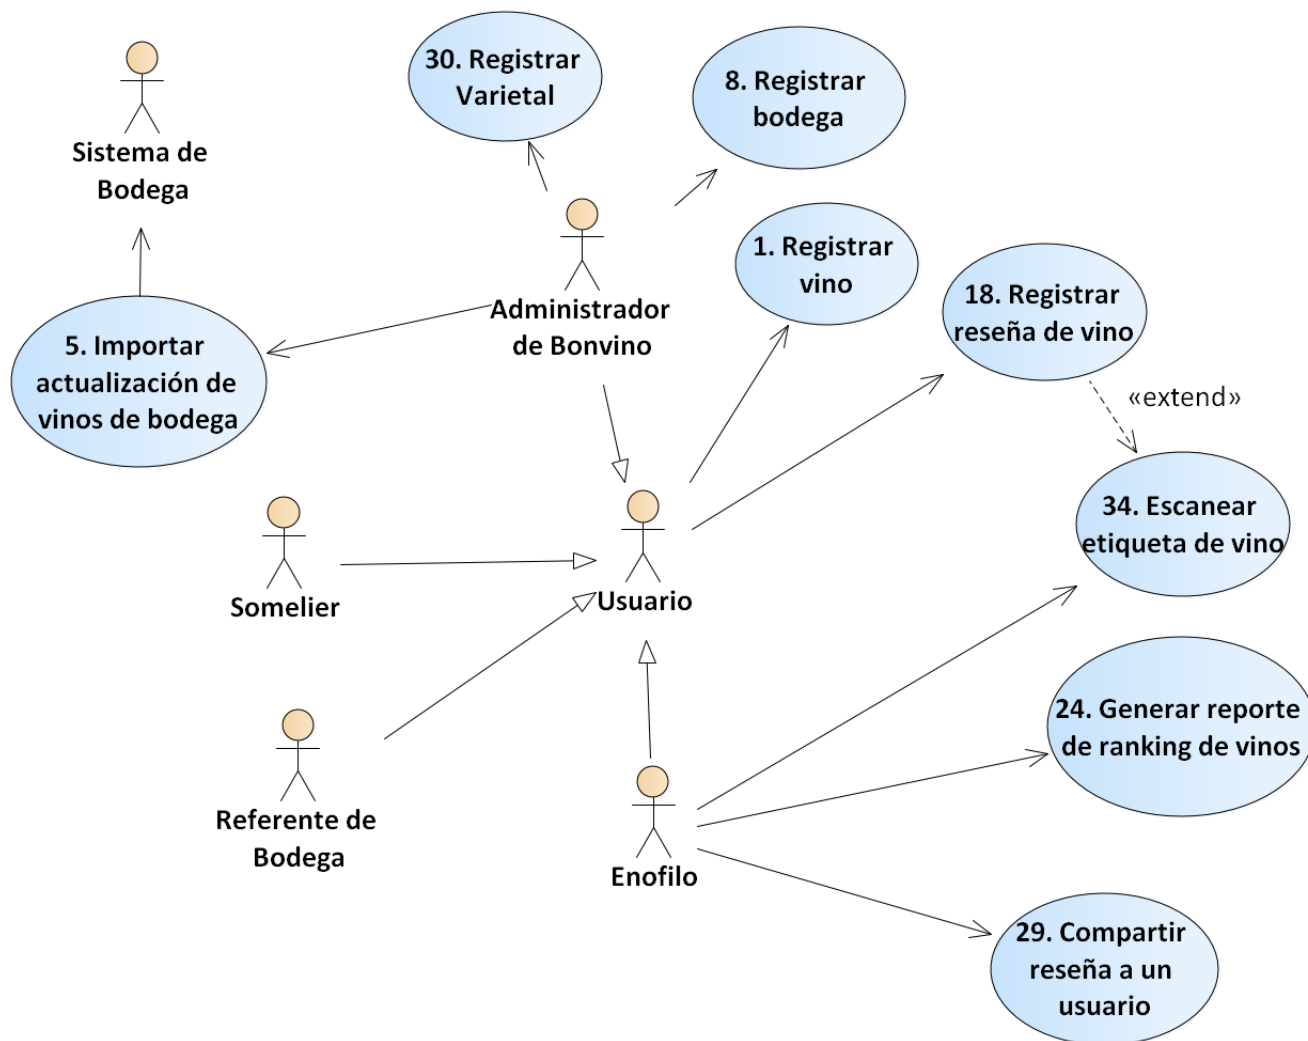 30. Registrar
Varietal
8. Registrar
bodega
Sistema de
Bodega
1. Registrar
vino
18. Registrar
reseña de vino
Administrador
de Bonvino
5. Importar
actualización de
vinos de bodega
«extend»
34. Escanear
etiqueta de vino
Somelier
Usuario
24. Generar reporte
de ranking de vinos
Referente de
Bodega
Enofilo
29. Compartir
reseña a un
usuario